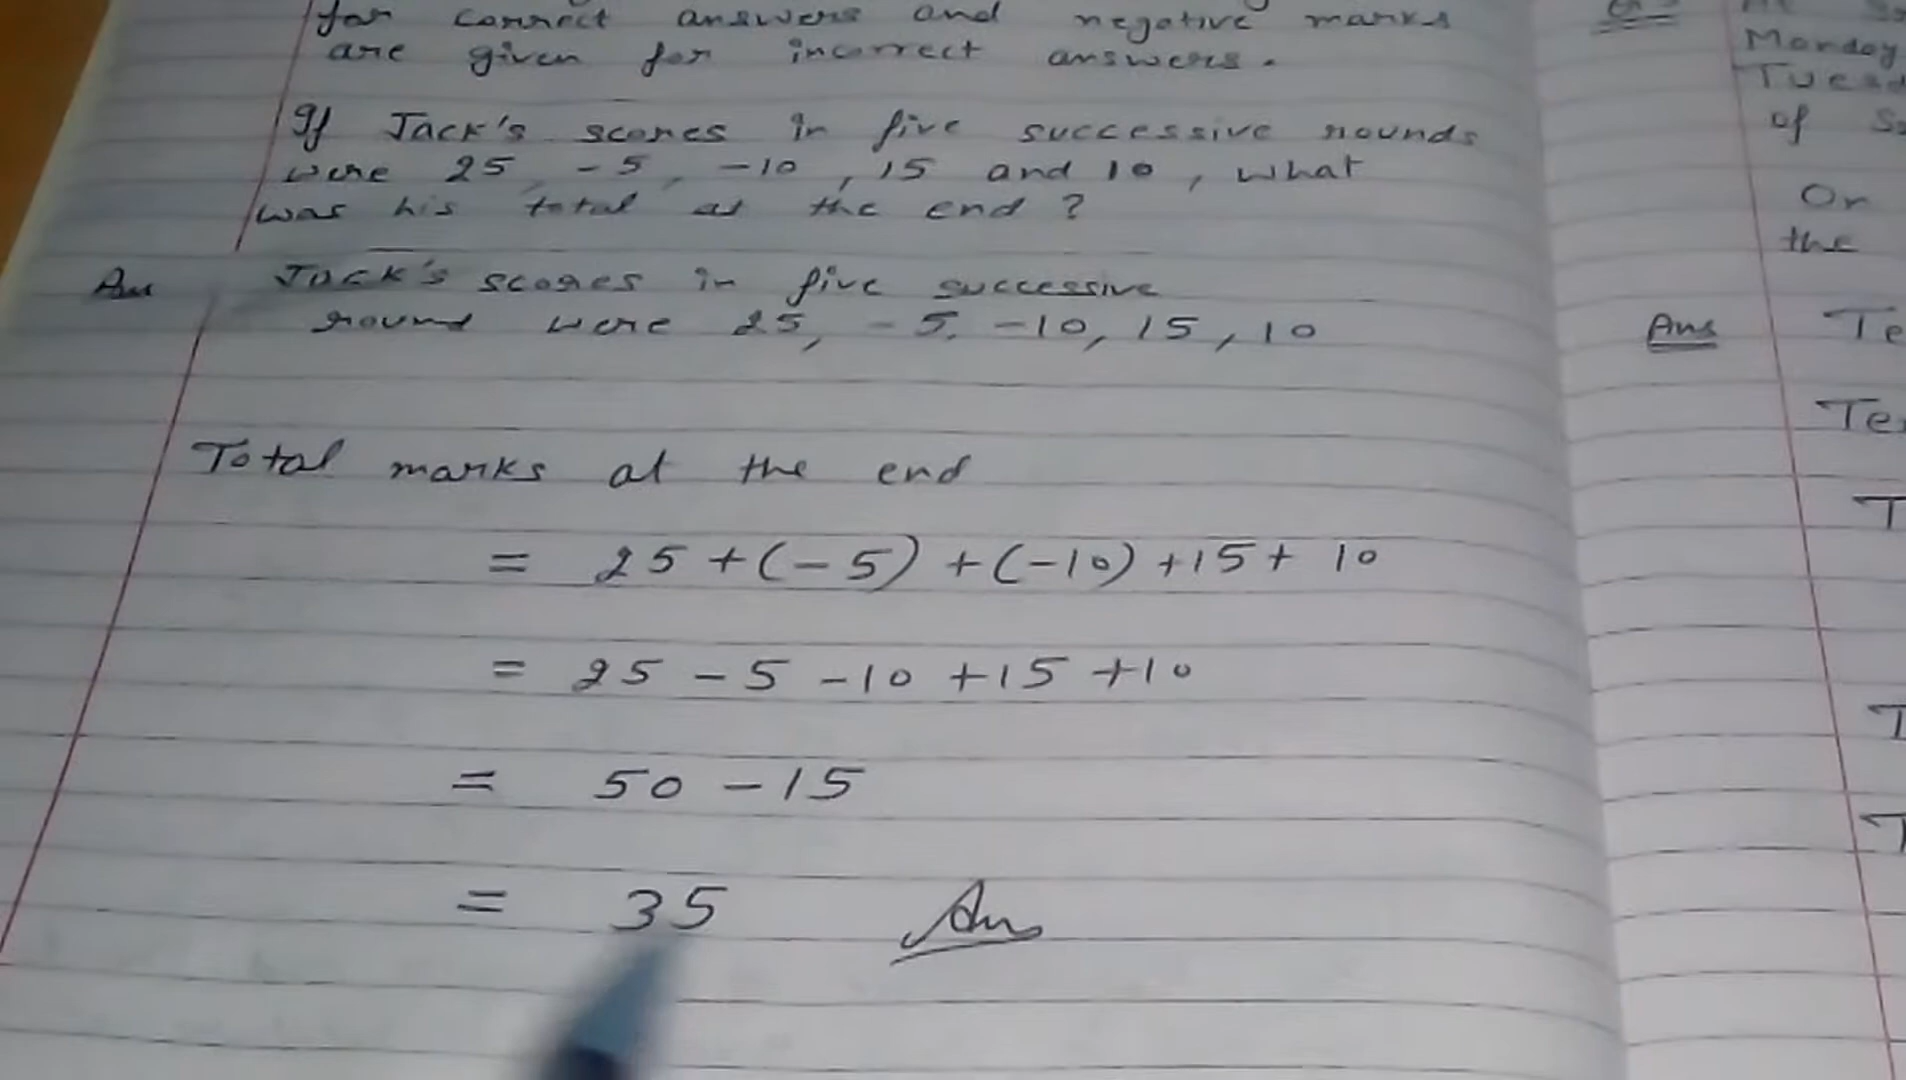 for correct answers and negative marks
are given for incorrect answers.
If Jack's scores in five successive rounds
were 25, -5, -10, 15 and 10, what
was his total at the end ?
Ans Jack's scores in five successive
round were 25, -5, -10, 15, 10
Total marks at the end
= 25 + (-5) + (-10) + 15 + 10
= 25 - 5 - 10 + 15 + 10
= 50 - 15
= 35 Ans
Monday
of
Or
the
Ans